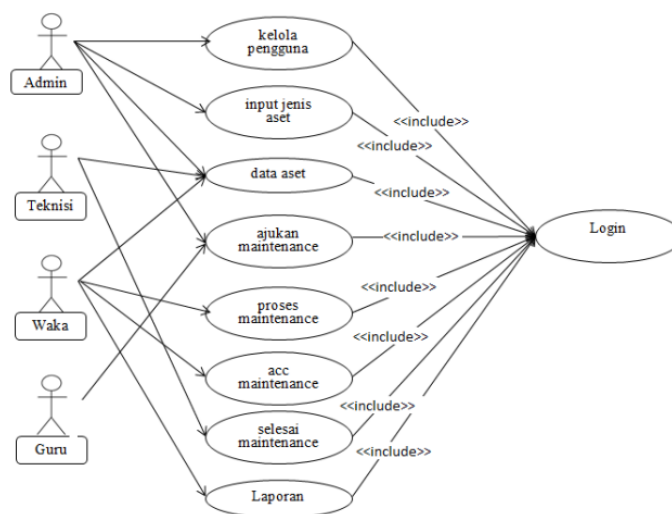 Admin
Teknisi
Waka
Guru
kelola
pengguna
input jenis
aset
data aset
ajukan
maintenance
proses
maintenance
acc
maintenance
selesai
maintenance
Laporan
<<include>>
<<include>>
<<include>>
<<include>>
<<include>>
<<include>>
<<include>>
<<include>>
Login